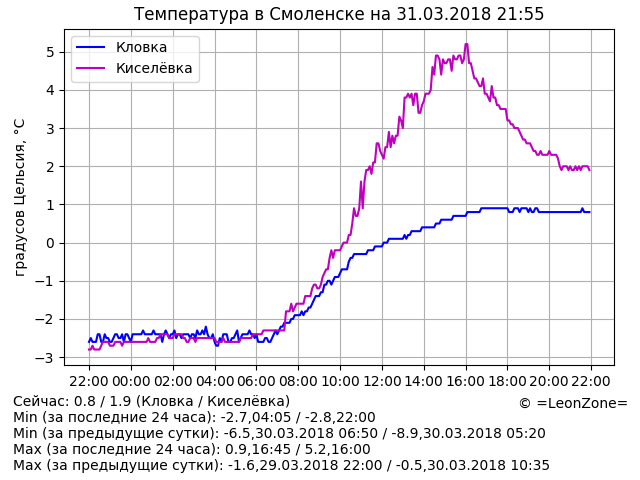 Температура в Смоленске на 31.03.2018 21:55
Кловка
Киселёвка
градусов Цельсия, °C
5
4
3
2
1
0
−1
−2
−3
22:00 00:00 02:00 04:00 06:00 08:00 10:00 12:00 14:00 16:00 18:00 20:00 22:00
Сейчас: 0.8 / 1.9 (Кловка / Киселёвка)
© =LeonZone=
Min (за последние 24 часа): -2.7,04:05 / -2.8,22:00
Min (за предыдущие сутки): -6.5,30.03.2018 06:50 / -8.9,30.03.2018 05:20
Max (за последние 24 часа): 0.9,16:45 / 5.2,16:00
Max (за предыдущие сутки): -1.6,29.03.2018 22:00 / -0.5,30.03.2018 10:35